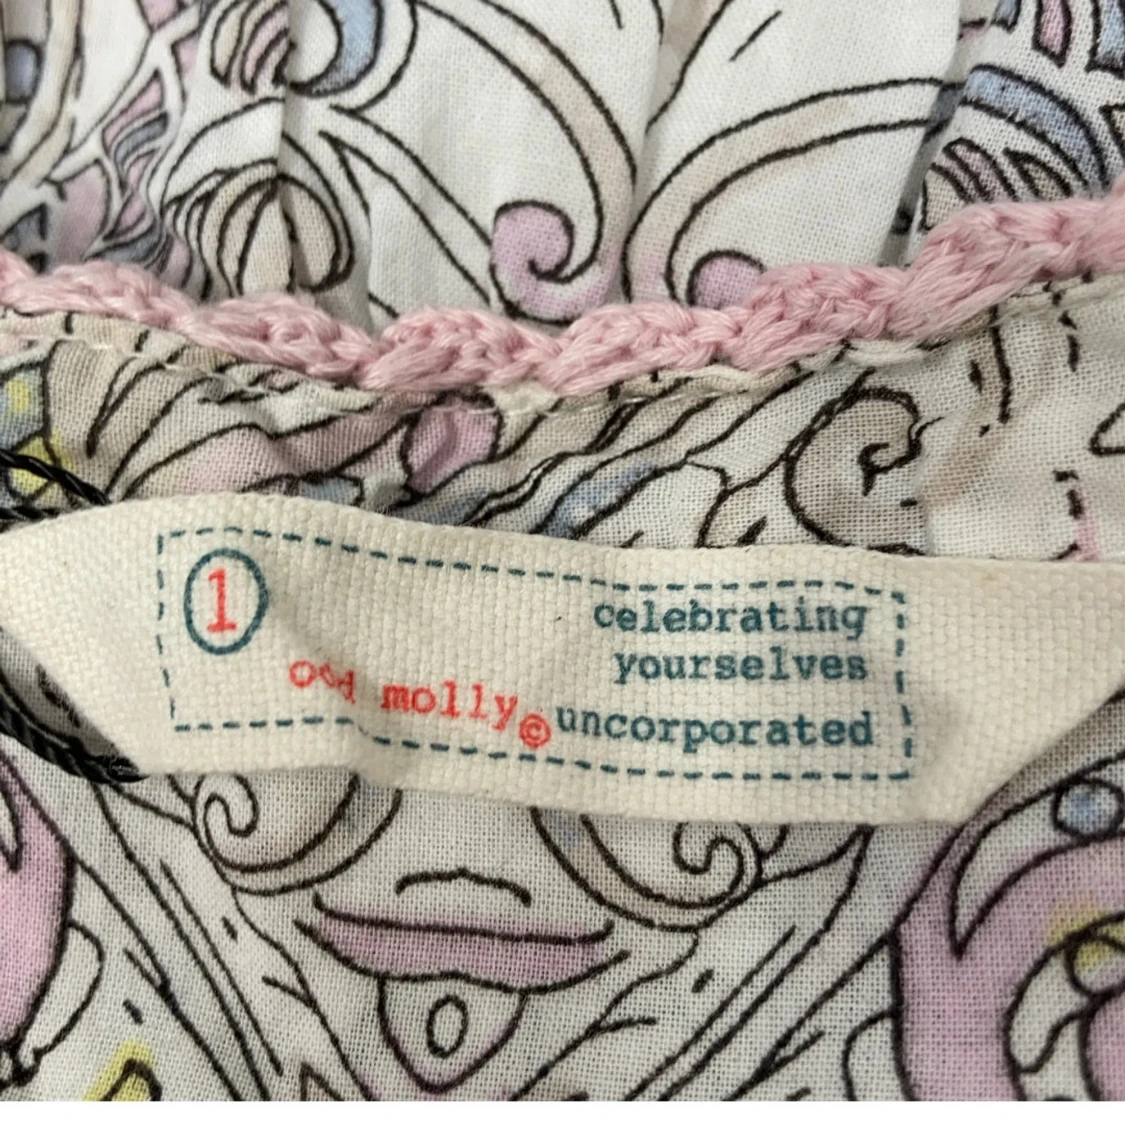 1
celebrating
yourselves
odd molly© uncorporated